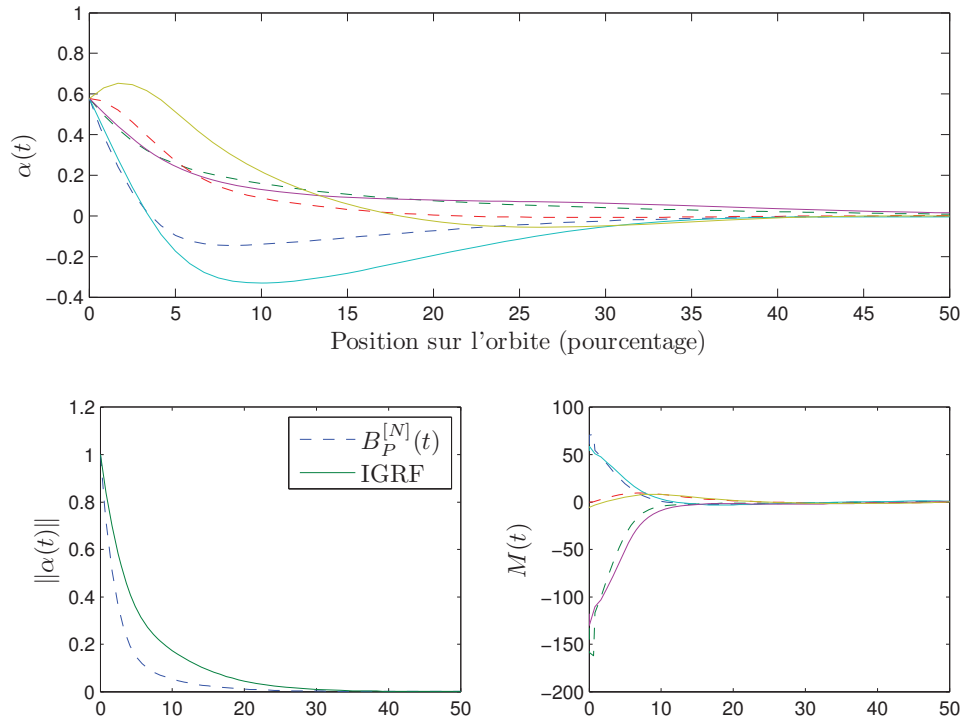 1
0.8
0.6
0.4
0.2
0
−0.2
−0.4
α(t)
0 5 10 15 20 25 30 35 40 45 50
Position sur l'orbite (pourcentage)
1.2
1
0.8
0.6
0.4
0.2
0
||α(t)||
0 10 20 30 40 50
B_P^{[N]}(t)
IGRF
100
50
0
−50
−100
−150
−200
M(t)
0 10 20 30 40 50